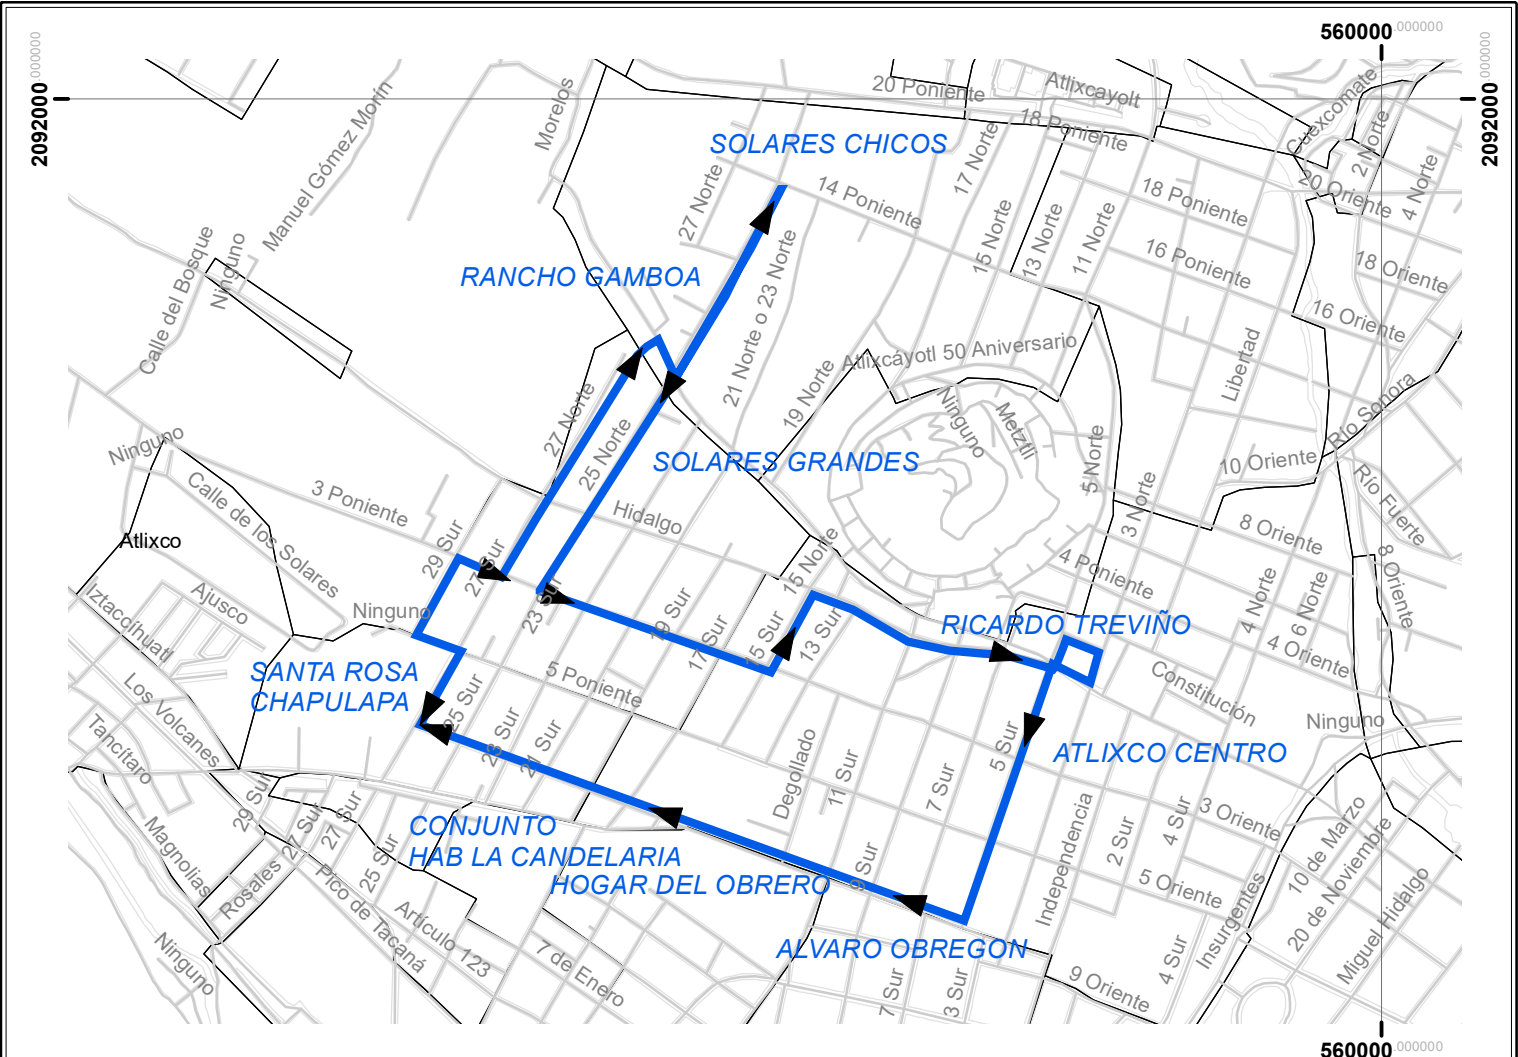 560000.000000
2092000.000000
2092000.000000
Manuel Gómez Morín
Morelos
20 Poniente
Atlixcayolt
18 Poniente
Cuexcomate
2 Norte
SOLARES CHICOS
17 Norte
4 Norte
20 Oriente
27 Norte
14 Poniente
18 Poniente
Calle del Bosque
Ninguno
15 Norte
13 Norte
11 Norte
16 Poniente
18 Oriente
RANCHO GAMBOA
21 Norte o 23 Norte
16 Oriente
Atlixcáyotl 50 Aniversario
Libertad
19 Norte
27 Norte
Ninguno
Metztli
Río Sonora
Ninguno
25 Norte
SOLARES GRANDES
5 Norte
10 Oriente
3 Poniente
Calle de los Solares
Hidalgo
3 Norte
Río Fuerte
Atlixco
29 Sur
27 Sur
15 Norte
8 Oriente
4 Poniente
8 Oriente
Iztaccíhuatl
Ajusco
Ninguno
23 Sur
19 Sur
17 Sur
15 Sur
13 Sur
RICARDO TREVIÑO
4 Norte
6 Norte
4 Oriente
SANTA ROSA
CHAPULAPA
5 Poniente
Constitución
Los Volcanes
25 Sur
23 Sur
21 Sur
Ninguno
Tancítaro
5 Sur
ATLIXCO CENTRO
Degollado
11 Sur
7 Sur
29 Sur
27 Sur
27 Sur
Magnolias
CONJUNTO
HAB LA CANDELARIA
Independencia
2 Sur
4 Sur
3 Oriente
10 de Marzo
25 Sur
Rosales
HOGAR DEL OBRERO
9 Sur
5 Oriente
20 de Noviembre
Pico de Tacaná
Artículo 123
Insurgentes
Miguel Hidalgo
Ninguno
7 de Enero
ALVARO OBREGON
7 Sur
3 Sur
9 Oriente
4 Sur
560000.000000